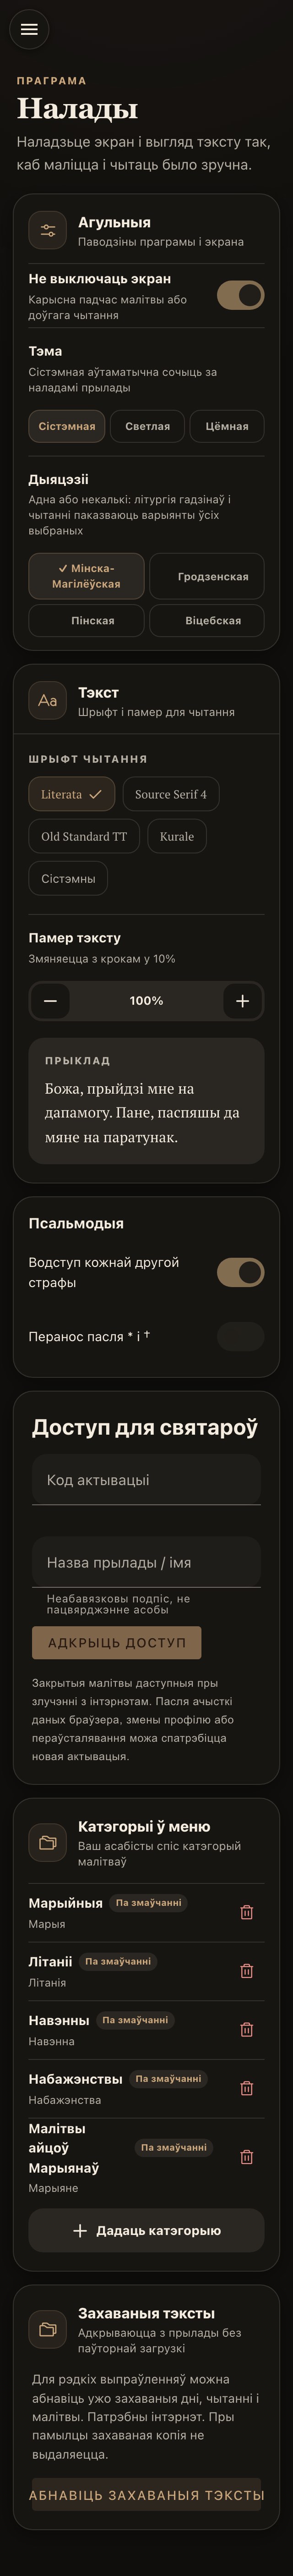 ПРАГРАМА
Налады
Наладзьце экран і выгляд тэксту так,
каб маліцца і чытаць было зручна.
Агульныя
Паводзіны праграмы і экрана
Не выключаць экран
Карысна падчас малітвы або
доўгага чытання
Тэма
Сістэмная аўтаматычна сочыць за
наладамі прылады
Сістэмная Светлая Цёмная
Дыяцэзіі
Адна або некалькі: літургія гадзінаў і
чытанні паказваюць варыянты ўсіх
выбраных
✓ Мінска-
Магілёўская
Гродзенская
Пінская Віцебская
Aa
Тэкст
Шрыфт і памер для чытання
ШРЫФТ ЧЫТАННЯ
Literata ✓ Source Serif 4
Old Standard TT Kurale
Сістэмны
Памер тэксту
Змяняецца з крокам у 10%
− 100% +
ПРЫКЛАД
Божа, прыйдзі мне на
дапамогу. Пане, паспяшы да
мяне на паратунак.
Псальмодыя
Водступ кожнай другой
страфы
Перанос пасля * і †
Доступ для святароў
Код актывацыі
Назва прылады / імя
Неабавязковы подпіс, не
пацвярджэнне асобы
АДКРЫЦЬ ДОСТУП
Закрытыя малітвы даступныя пры
злучэнні з інтэрнэтам. Пасля ачысткі
даных браўзера, змены профілю або
пераўсталявання можа спатрэбіцца
новая актывацыя.
Катэгорыі ў меню
Ваш асабісты спіс катэгорый
малітваў
Марыйныя Па змаўчанні
Марыя
Літаніі Па змаўчанні
Літанія
Навэнны Па змаўчанні
Навэнна
Набажэнствы Па змаўчанні
Набажэнства
Малітвы
айцоў
Марыянаў
Па змаўчанні
Марыяне
+ Дадаць катэгорыю
Захаваныя тэксты
Адкрываюцца з прылады без
паўторнай загрузкі
Для рэдкіх выпраўленняў можна
абнавіць ужо захаваныя дні, чытанні і
малітвы. Патрэбны інтэрнэт. Пры
памылцы захаваная копія не
выдаляецца.
АБНАВІЦЬ ЗАХАВАНЫЯ ТЭКСТЫ